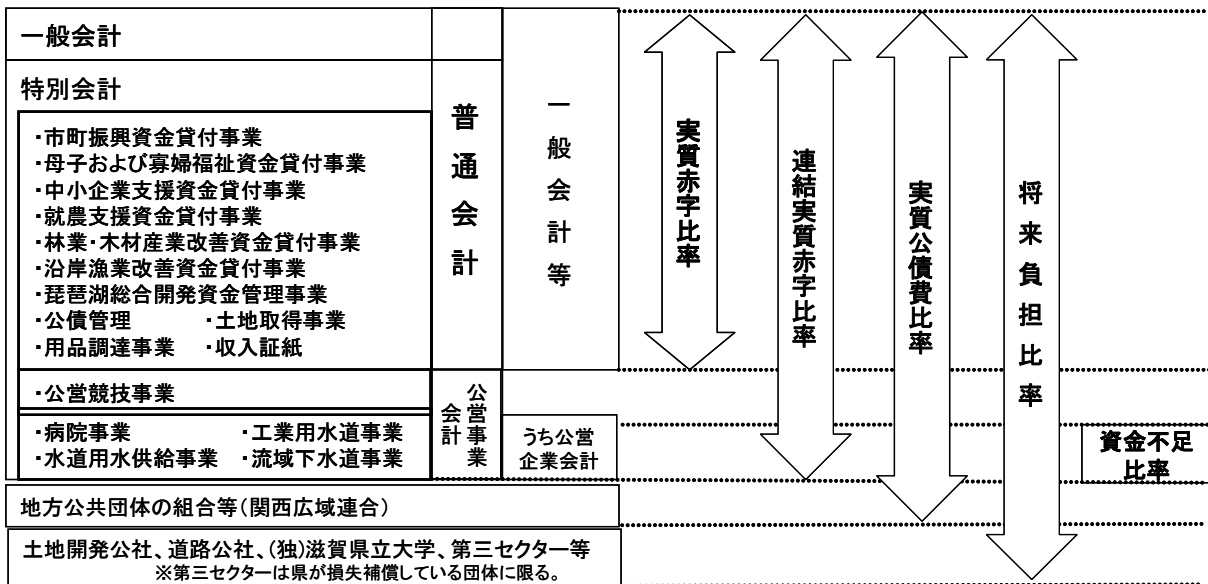 一般会計
特別会計
・市町振興資金貸付事業
・母子および寡婦福祉資金貸付事業
・中小企業支援資金貸付事業
・就農支援資金貸付事業
・林業・木材産業改善資金貸付事業
・沿岸漁業改善資金貸付事業
・琵琶湖総合開発資金管理事業
・公債管理 ・土地取得事業
・用品調達事業 ・収入証紙
・公営競技事業
・病院事業 ・工業用水道事業
・水道用水供給事業 ・流域下水道事業
普通会計
公営事業
会計
一般会計等
うち公営
企業会計
地方公共団体の組合等(関西広域連合)
土地開発公社、道路公社、(独)滋賀県立大学、第三セクター等
※第三セクターは県が損失補償している団体に限る。
実質赤字比率
連結実質赤字比率
実質公債費比率
将来負担比率
資金不足
比率